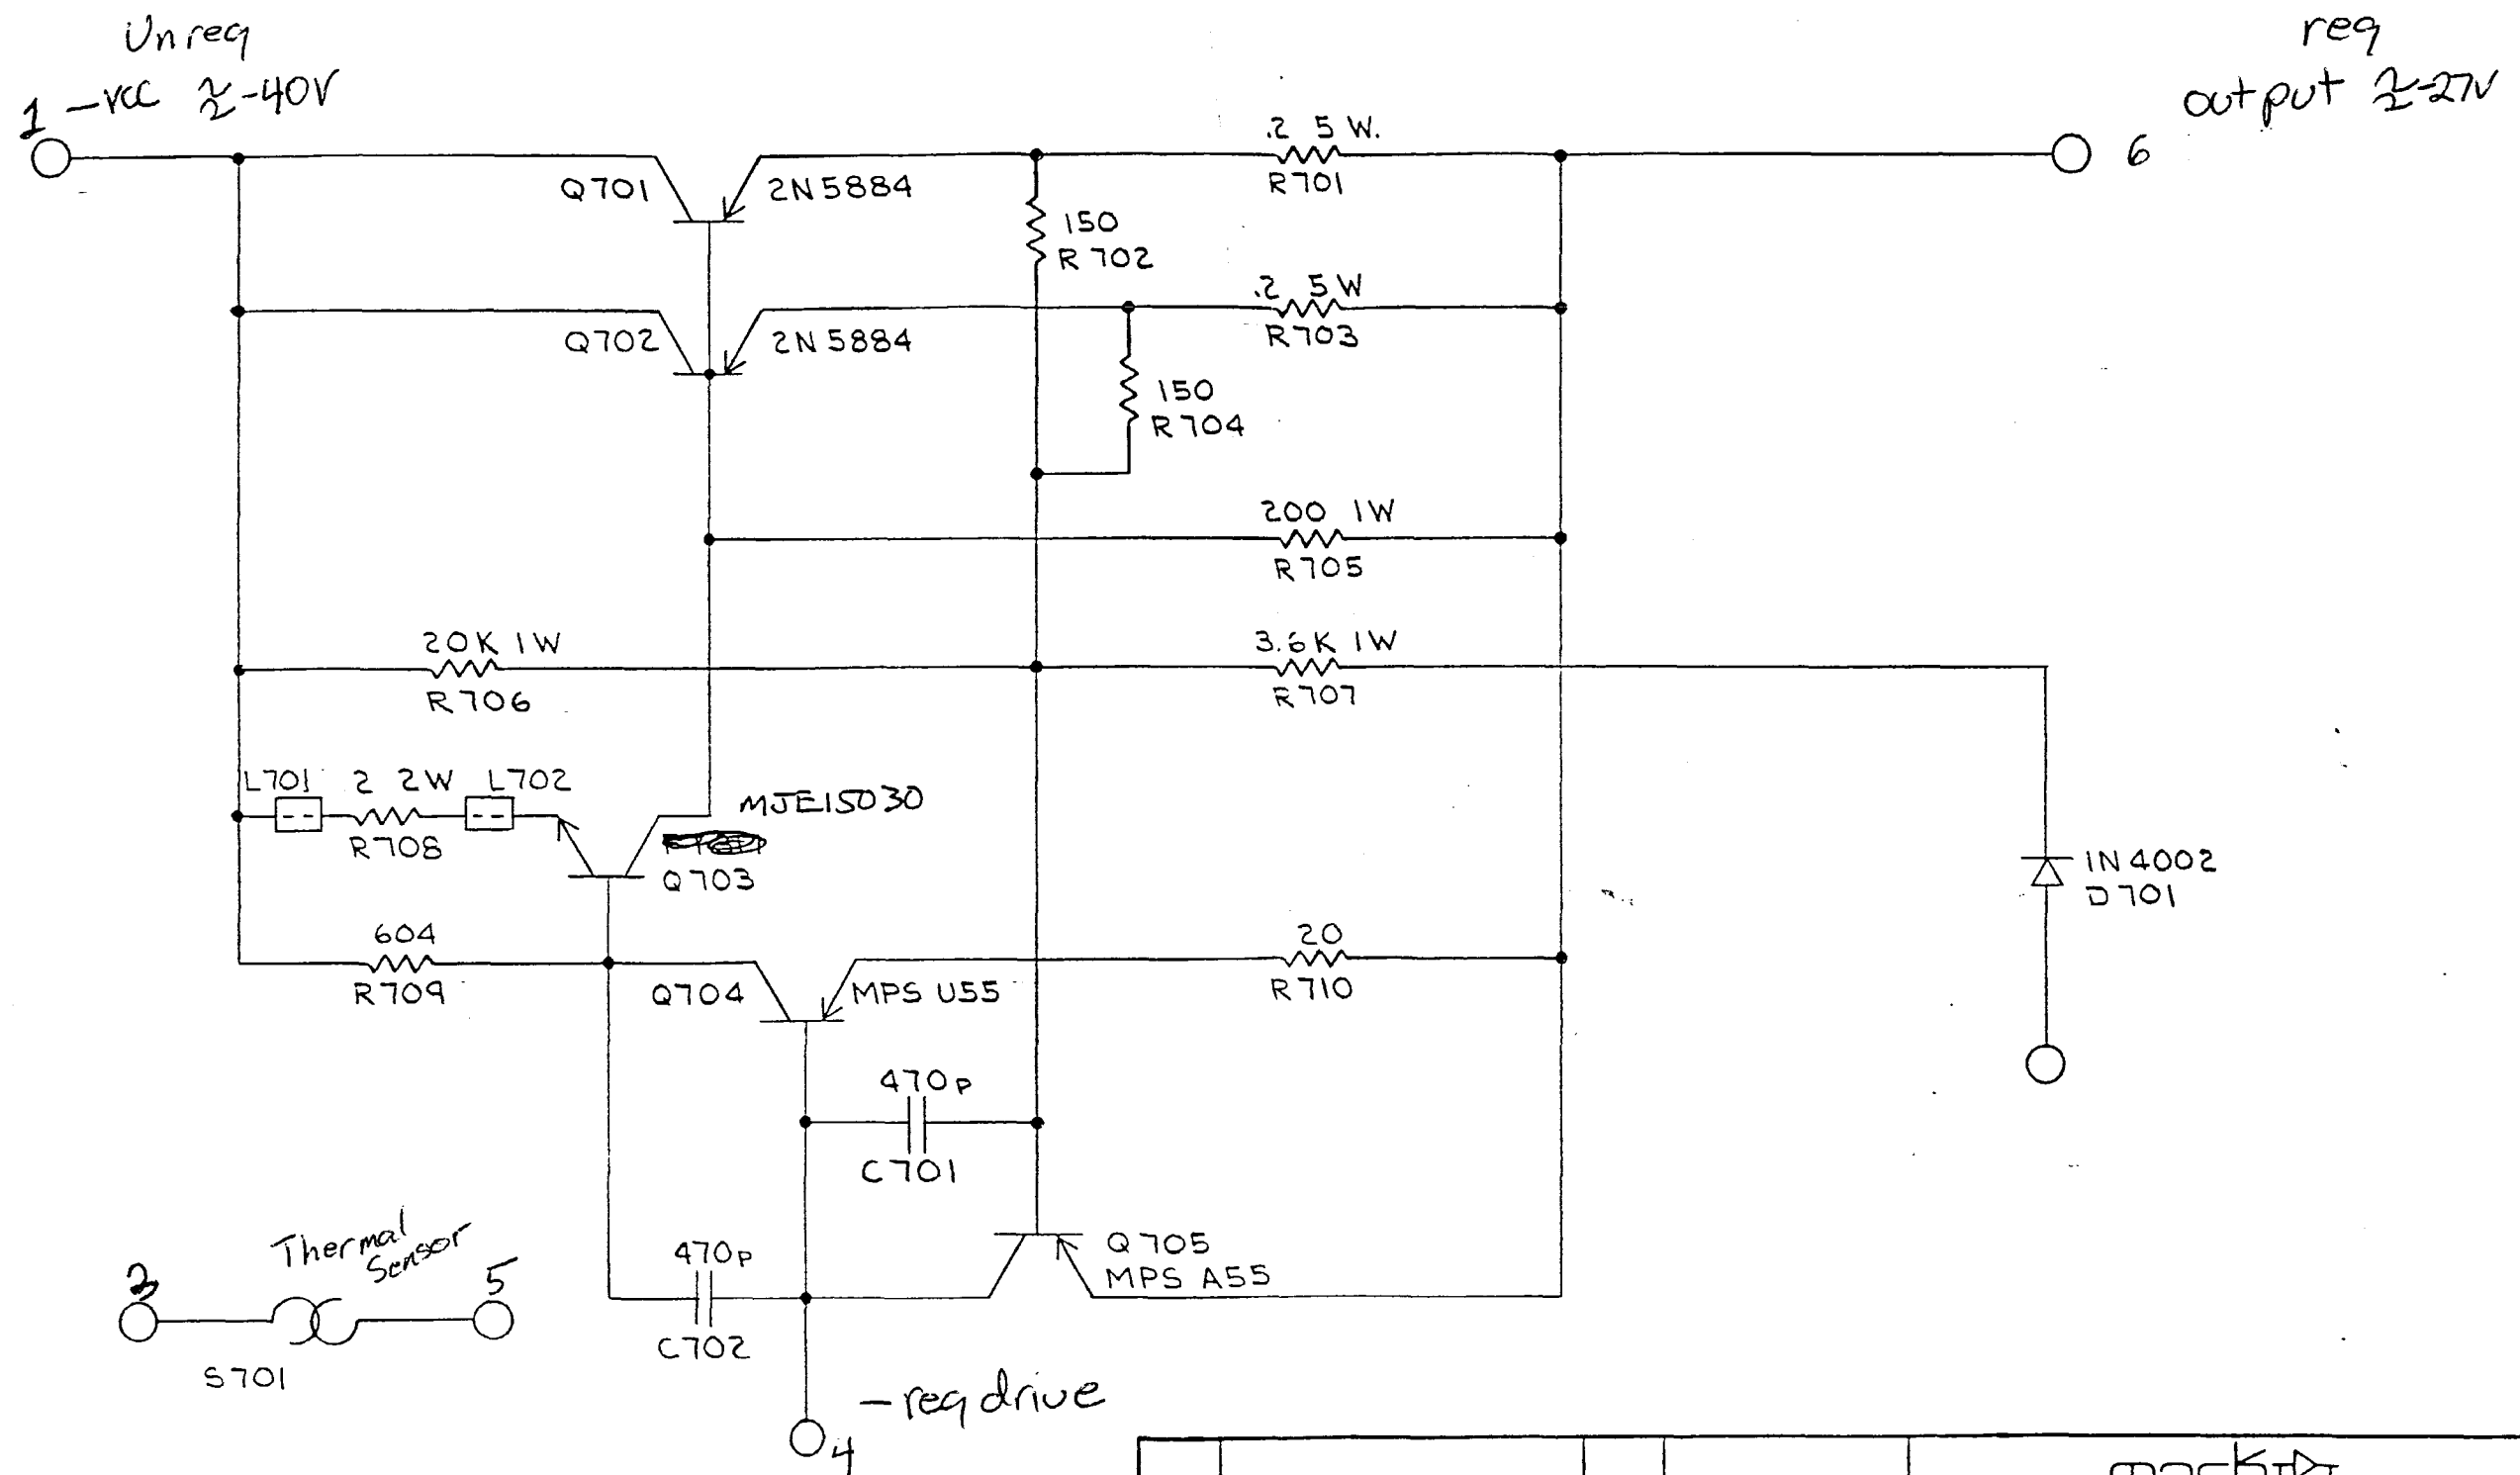 Unreg
reg
1 -VCC ≈-40V
output ≈-27V
.2 5 W.
6
Q701
2N5884
R701
150
R702
.2 5W
Q702
2N5884
R703
150
R704
200 1W
R705
20K 1W
3.6K 1W
R706
R707
L701
2 2W
L702
MJE15030
R708
Q703
1N4002
D701
604
20
R709
Q704
MPS U55
R710
470p
C701
Thermal
Sensor
3
5
470p
Q705
MPS A55
S701
C702
-reg drive
4